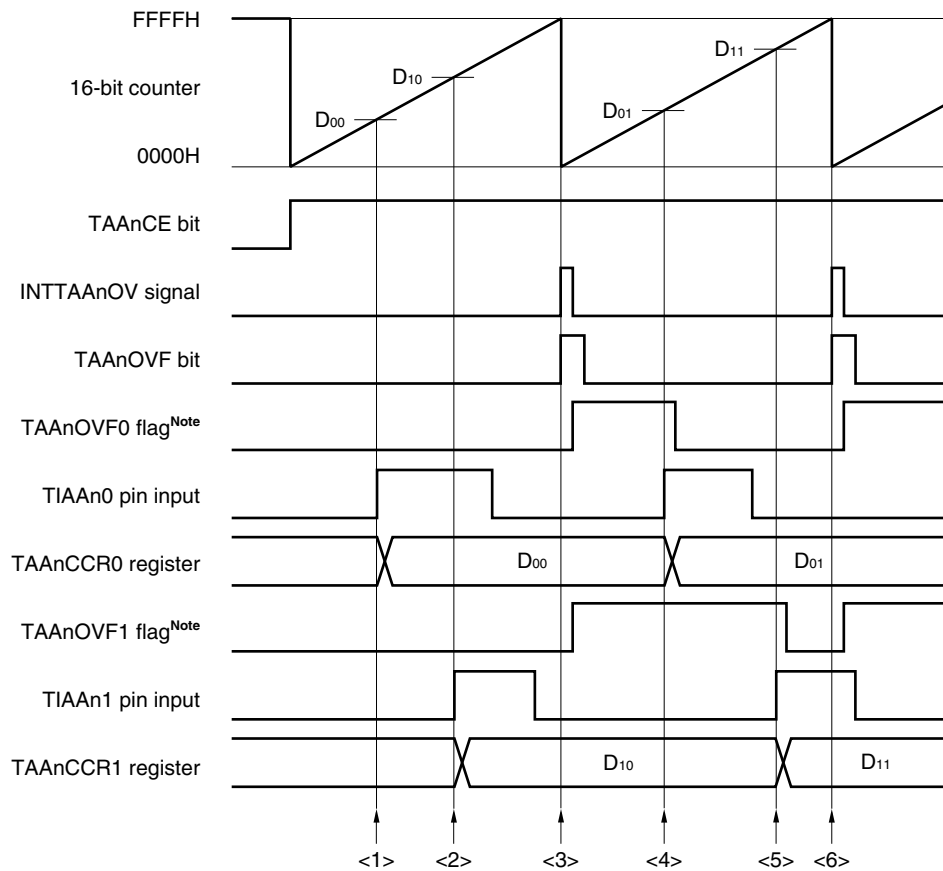 FFFFH
D11
D10
16-bit counter
D01
D00
0000H
TAAnCE bit
INTTAAnOV signal
TAAnOVF bit
TAAnOVF0 flagNote
TIAAn0 pin input
TAAnCCR0 register D00 D01
TAAnOVF1 flagNote
TIAAn1 pin input
TAAnCCR1 register D10 D11
<1> <2> <3> <4> <5> <6>